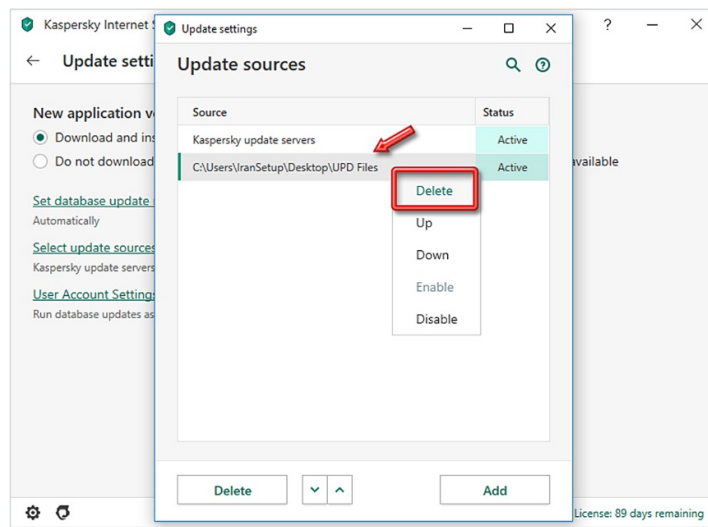 Kaspersky Internet
Update setti
New application v
Download and ins
Do not download
available
Set database update
Automatically
Select update sources
Kaspersky update servers
User Account Settings
Run database updates as
License: 89 days remaining
Update settings
Update sources
Source Status
Kaspersky update servers Active
C:\Users\IranSetup\Desktop\UPD Files Active
Delete
Up
Down
Enable
Disable
Delete
Add